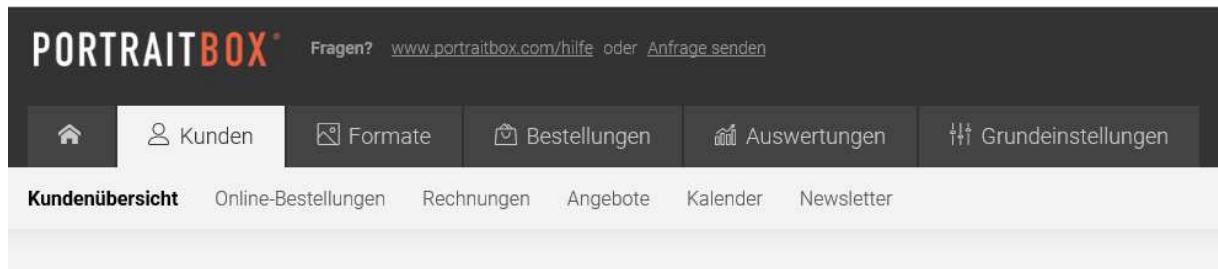 PORTRAITBOX® Fragen? www.portraitbox.com/hilfe oder Anfrage senden
Kunden Formate Bestellungen Auswertungen Grundeinstellungen
Kundenübersicht Online-Bestellungen Rechnungen Angebote Kalender Newsletter